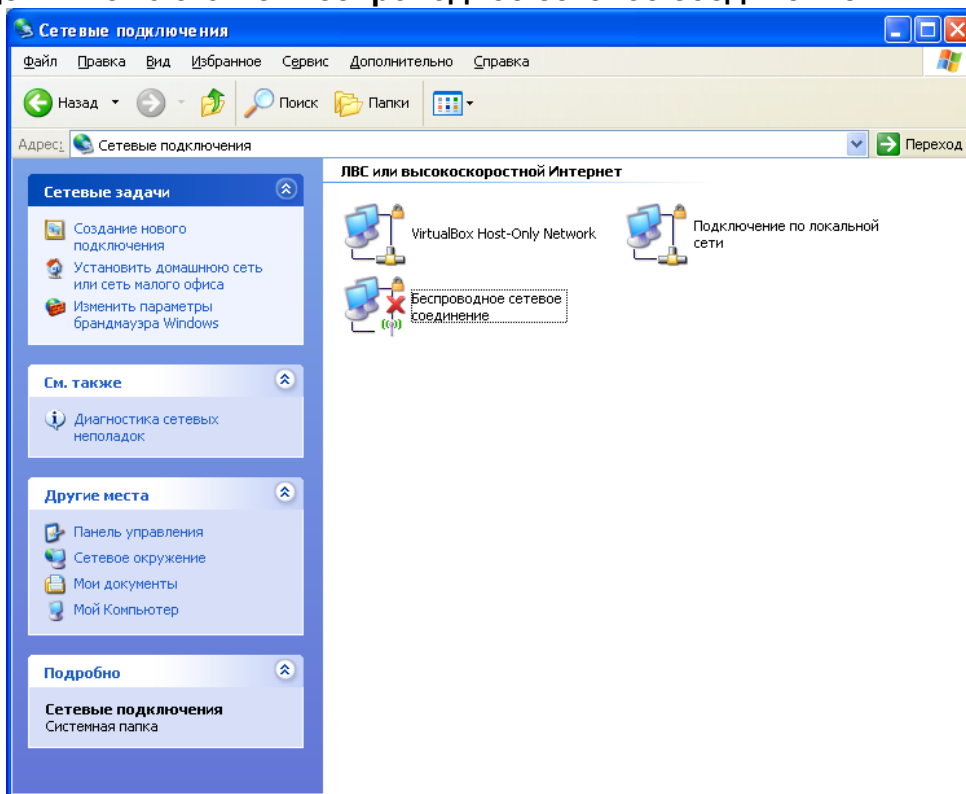 Сетевые подключения
Файл Правка Вид Избранное Сервис Дополнительно Справка
Назад Поиск Папки
Адрес: Сетевые подключения Переход
Сетевые задачи
Создание нового
подключения
Установить домашнюю сеть
или сеть малого офиса
Изменить параметры
брандмауэра Windows
См. также
Диагностика сетевых
неполадок
Другие места
Панель управления
Сетевое окружение
Мои документы
Мой Компьютер
Подробно
Сетевые подключения
Системная папка
ЛВС или высокоскоростной Интернет
VirtualBox Host-Only Network
Подключение по локальной
сети
Беспроводное сетевое
соединение